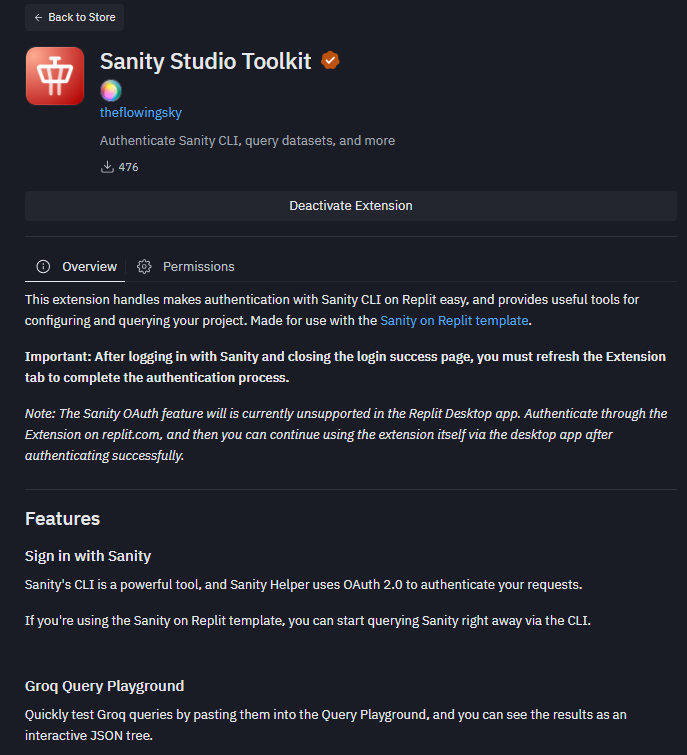 Back to Store
Sanity Studio Toolkit
theflowingsky
Authenticate Sanity CLI, query datasets, and more
476
Deactivate Extension
Overview
Permissions
This extension handles makes authentication with Sanity CLI on Replit easy, and provides useful tools for
configuring and querying your project. Made for use with the Sanity on Replit template.
Important: After logging in with Sanity and closing the login success page, you must refresh the Extension
tab to complete the authentication process.
Note: The Sanity OAuth feature will is currently unsupported in the Replit Desktop app. Authenticate through the
Extension on replit.com, and then you can continue using the extension itself via the desktop app after
authenticating successfully.
Features
Sign in with Sanity
Sanity's CLI is a powerful tool, and Sanity Helper uses OAuth 2.0 to authenticate your requests.
If you're using the Sanity on Replit template, you can start querying Sanity right away via the CLI.
Groq Query Playground
Quickly test Groq queries by pasting them into the Query Playground, and you can see the results as an
interactive JSON tree.